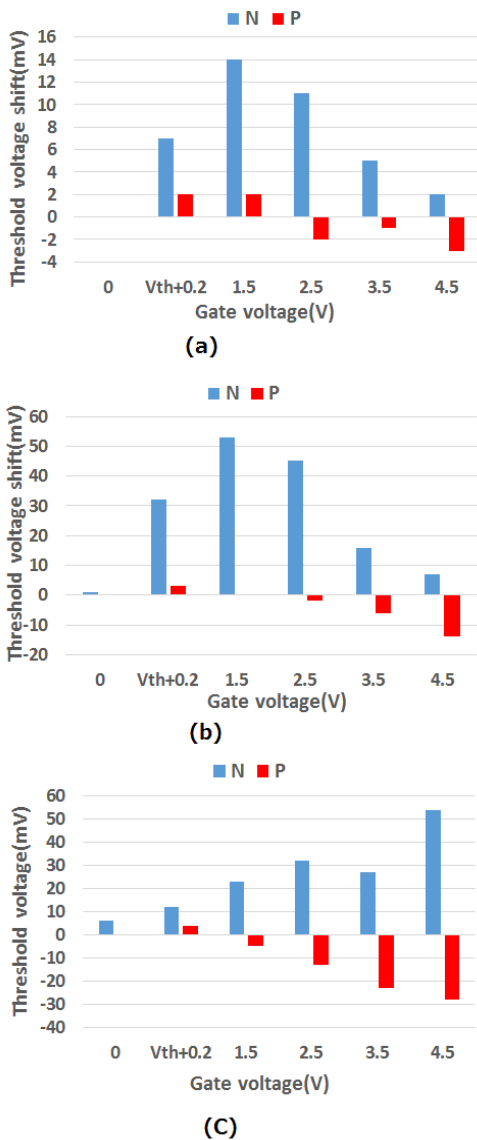 N P
Threshold voltage shift(mV)
16
14
12
10
8
6
4
2
0
-2
-4
0 Vth+0.2 1.5 2.5 3.5 4.5
Gate voltage(V)
(a)
N P
Threshold voltage shift(mV)
60
50
40
30
20
10
0
-10
-20
0 Vth+0.2 1.5 2.5 3.5 4.5
Gate voltage(V)
(b)
N P
Threshold voltage(mV)
60
50
40
30
20
10
0
-10
-20
-30
-40
0 Vth+0.2 1.5 2.5 3.5 4.5
Gate voltage(V)
(C)